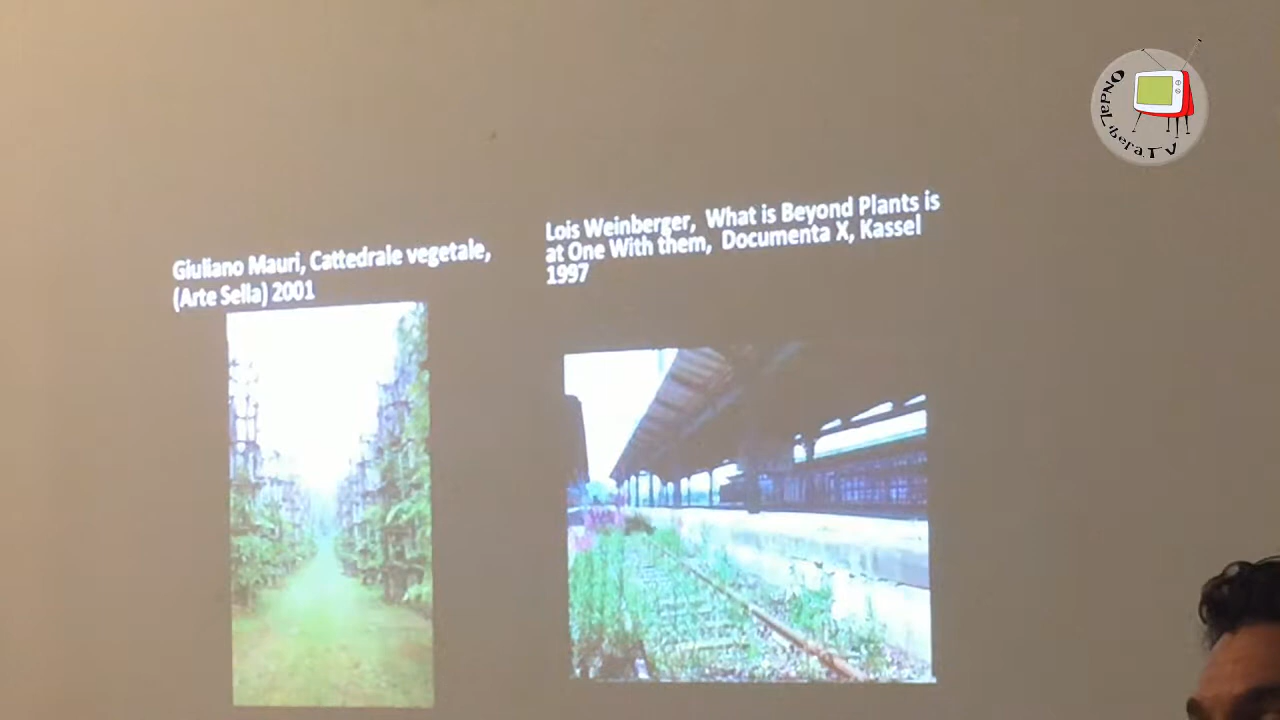 Giuliano Mauri, Cattedrale vegetale,
(Arte Sella) 2001
Lois Weinberger, What is Beyond Plants is
at One With them, Documenta X, Kassel
1997
OndaLiberaTV